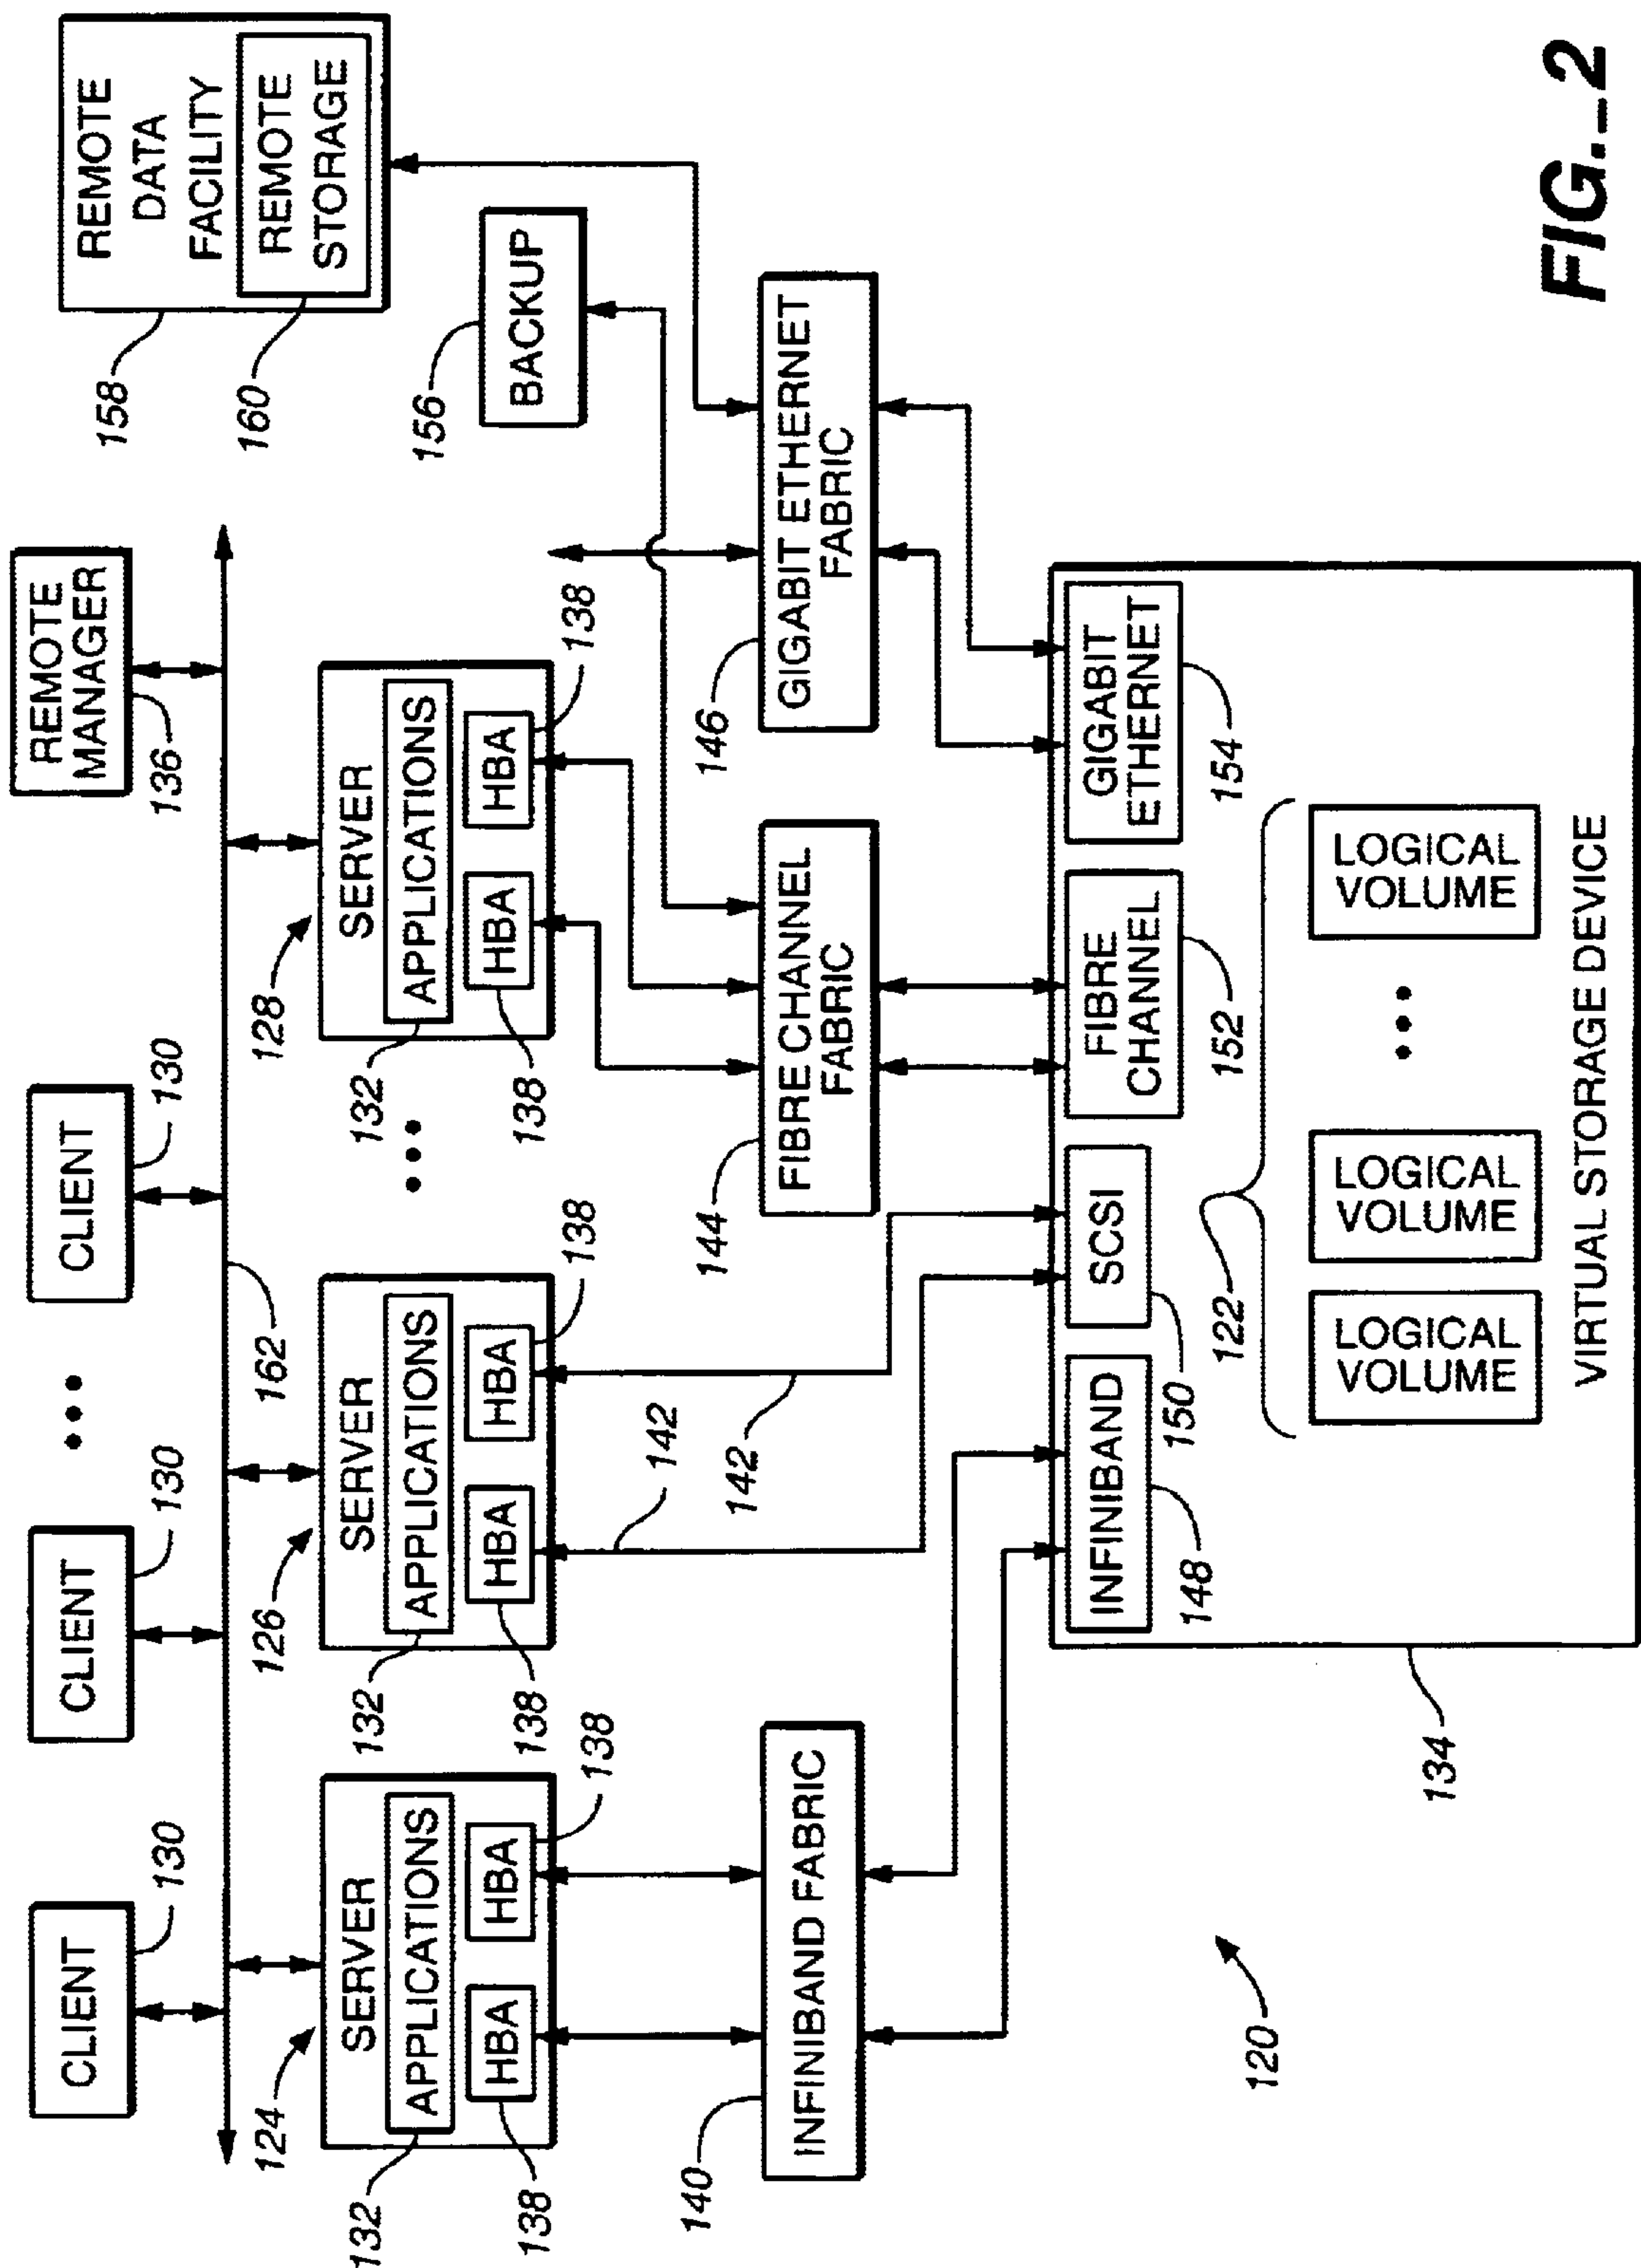 CLIENT
130
CLIENT
130
•••
CLIENT
130
REMOTE
MANAGER
136
REMOTE
DATA
FACILITY
REMOTE
STORAGE
158
160
162
124
SERVER
APPLICATIONS
HBA
HBA
132
138
138
126
SERVER
APPLICATIONS
HBA
HBA
132
138
138
•••
128
SERVER
APPLICATIONS
HBA
HBA
132
138
138
BACKUP
156
142
142
140
INFINIBAND FABRIC
144
FIBRE CHANNEL
FABRIC
146
GIGABIT ETHERNET
FABRIC
INFINIBAND
148
SCSI
150
FIBRE
CHANNEL
152
GIGABIT
ETHERNET
154
122
LOGICAL
VOLUME
LOGICAL
VOLUME
•••
LOGICAL
VOLUME
VIRTUAL STORAGE DEVICE
134
120
FIG._2